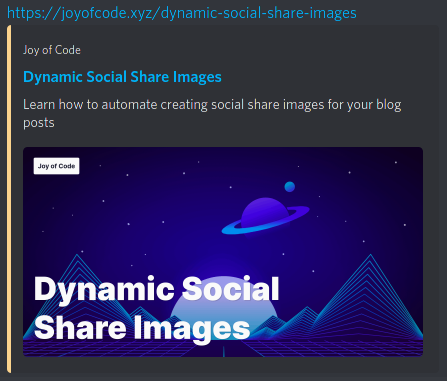 https://joyofcode.xyz/dynamic-social-share-images
Joy of Code
Dynamic Social Share Images
Learn how to automate creating social share images for your blog
posts
Joy of Code
Dynamic Social
Share Images